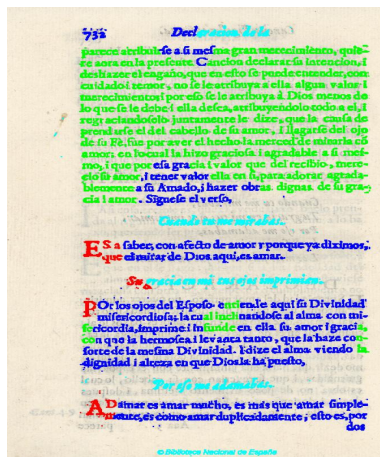 732 Declaracion de la
parece atribuirse a si mesma gran merecimiento, quie-
re aora en la presente Cancion declarar su intencion, i
deshazer el engaño, que en esto se puede entender, con
cuidado i temor, no se le atribuya a ella algun valor i
merecimiento, i por eso se le atribuya a Dios menos de
lo que se le debe i ella desea, atribuyendolo todo a el, i
regraciandoselo juntamente le dize, que la causa de
prendarse el del cabello de su amor, i llagarse del ojo
de su Fè, fue por aver el hecho la merced de mirarla con
amor: en lo cual la hizo graciosa i agradable a si mes-
mo, i que por esa gracia i valor que del recibio, mere-
cio su amor, i tener valor ella en si, para adorar agrada-
blemente a su Amado, i hazer obras dignas de su gra-
cia i amor. Siguese el verso,
Cuando tu me mirabas.
ES a saber, con afecto de amor: porque ya diximos,
que el mirar de Dios aqui, es amar.
Su gracia en mi tus ojos imprimian.
POr los ojos del Esposo entiende aqui su Divinidad
misericordiosa: la cual inclinandose al alma con mi-
sericordia, imprime i infunde en ella su amor i gracia,
con que la hermosea i levanta tanto, que la haze con-
sorte de la mesma Divinidad. I dize el alma viendo la
dignidad i alteza en que Dios la ha puesto,
Por eso me adamabas.
ADamar es amar mucho, es mas que amar simple-
mente, es como amar duplicadamente, esto es, por
dos
© Biblioteca Nacional de España